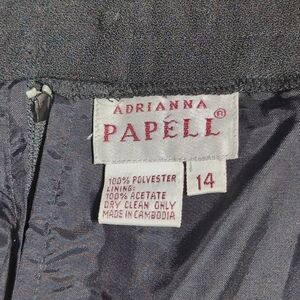 ADRIANNA
PAPELL®
100% POLYESTER
LINING:
100% ACETATE
DRY CLEAN ONLY
MADE IN CAMBODIA
14